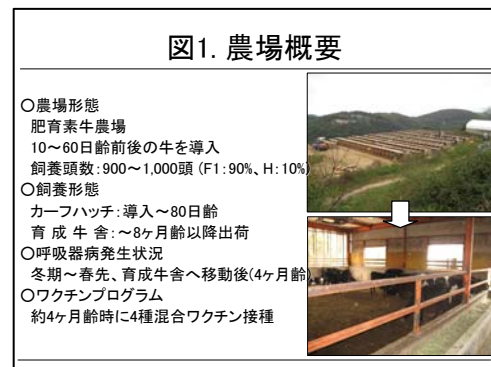 図1. 農場概要
○農場形態
肥育素牛農場
10～60日齢前後の牛を導入
飼養頭数:900～1,000頭 (F1:90%、H:10%)
○飼養形態
カーフハッチ:導入～80日齢
育 成 牛 舎:～8ヶ月齢以降出荷
○呼吸器病発生状況
冬期～春先、育成牛舎へ移動後(4ヶ月齢)
○ワクチンプログラム
約4ヶ月齢時に4種混合ワクチン接種